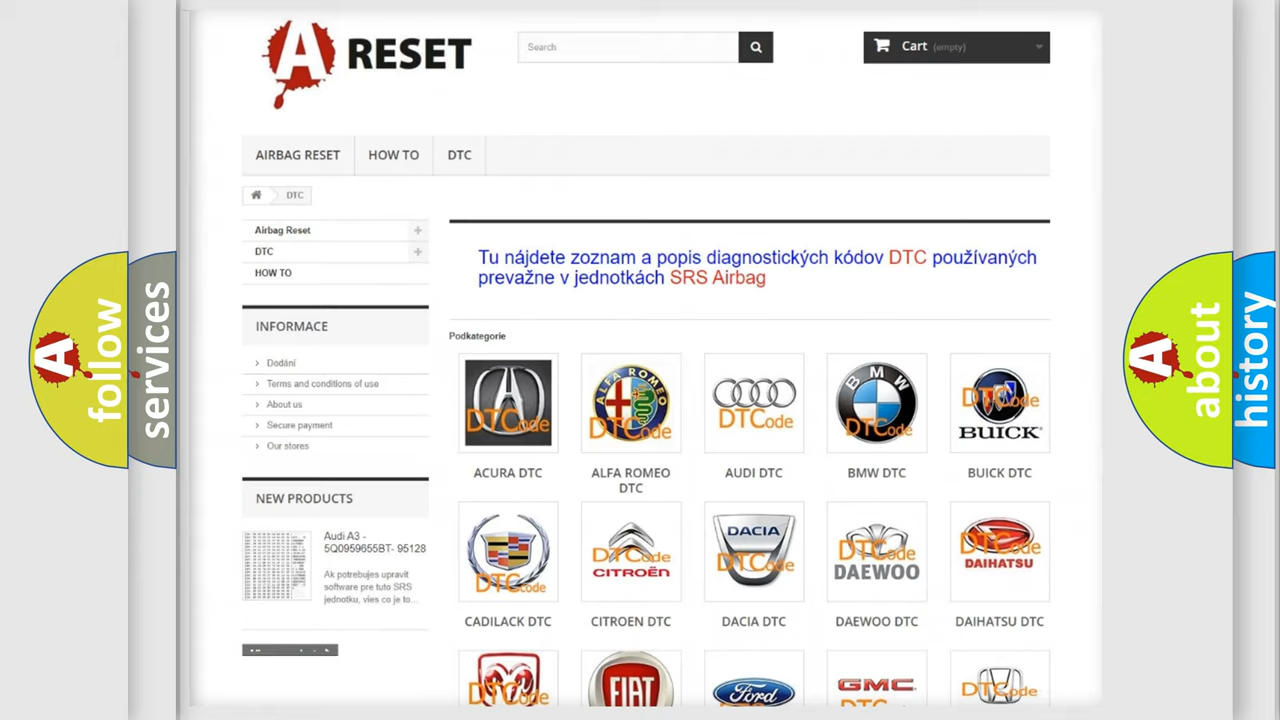 A RESET
Search
Cart (empty)
AIRBAG RESET
HOW TO
DTC
DTC
Airbag Reset
DTC
HOW TO
Tu nájdete zoznam a popis diagnostických kódov DTC používaných
prevažne v jednotkách SRS Airbag
INFORMACE
Dodání
Terms and conditions of use
About us
Secure payment
Our stores
Podkategorie
DTCode
ALFA ROMEO
DTCode
DTCode
BMW
DTCode
DTCode
BUICK
ACURA DTC
ALFA ROMEO
DTC
AUDI DTC
BMW DTC
BUICK DTC
NEW PRODUCTS
Audi A3 -
5Q0959655BT- 95128
Ak potrebujes upravit
software pre tuto SRS
jednotku, vies co je to...
DTCode
DTCode
CITROËN
DACIA
DTCode
DTCode
DAEWOO
DTCode
DAIHATSU
CADILACK DTC
CITROEN DTC
DACIA DTC
DAEWOO DTC
DAIHATSU DTC
DTCode
FIAT
Ford
GMC
DTCode
A follow
services
A about
history